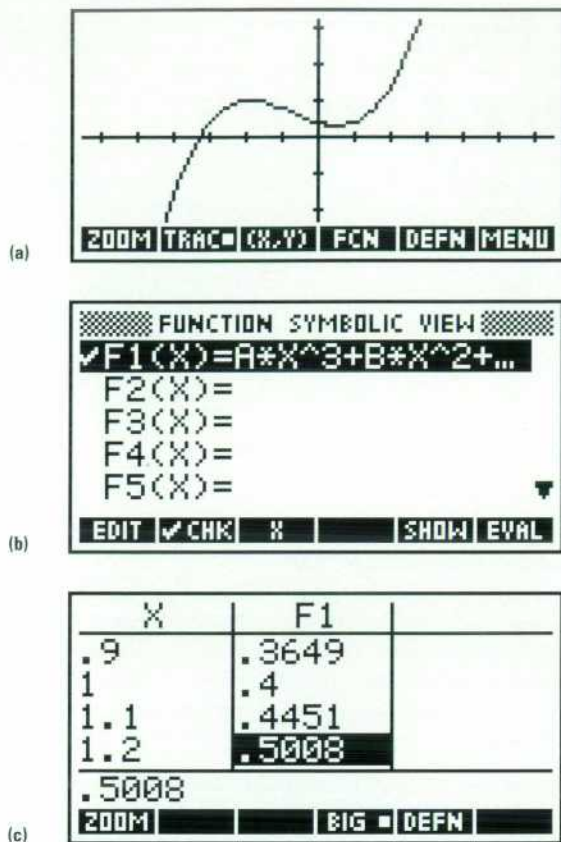 ZOOM TRAC■ (X,Y) FCN DEFN MENU
(a)
FUNCTION SYMBOLIC VIEW
✔F1(X)=A*X^3+B*X^2+…
F2(X)=
F3(X)=
F4(X)=
F5(X)=
EDIT ✔CHK X SHOW EVAL
(b)
X F1
.9 .3649
1 .4
1.1 .4451
1.2 .5008
.5008
ZOOM BIG ■ DEFN
(c)